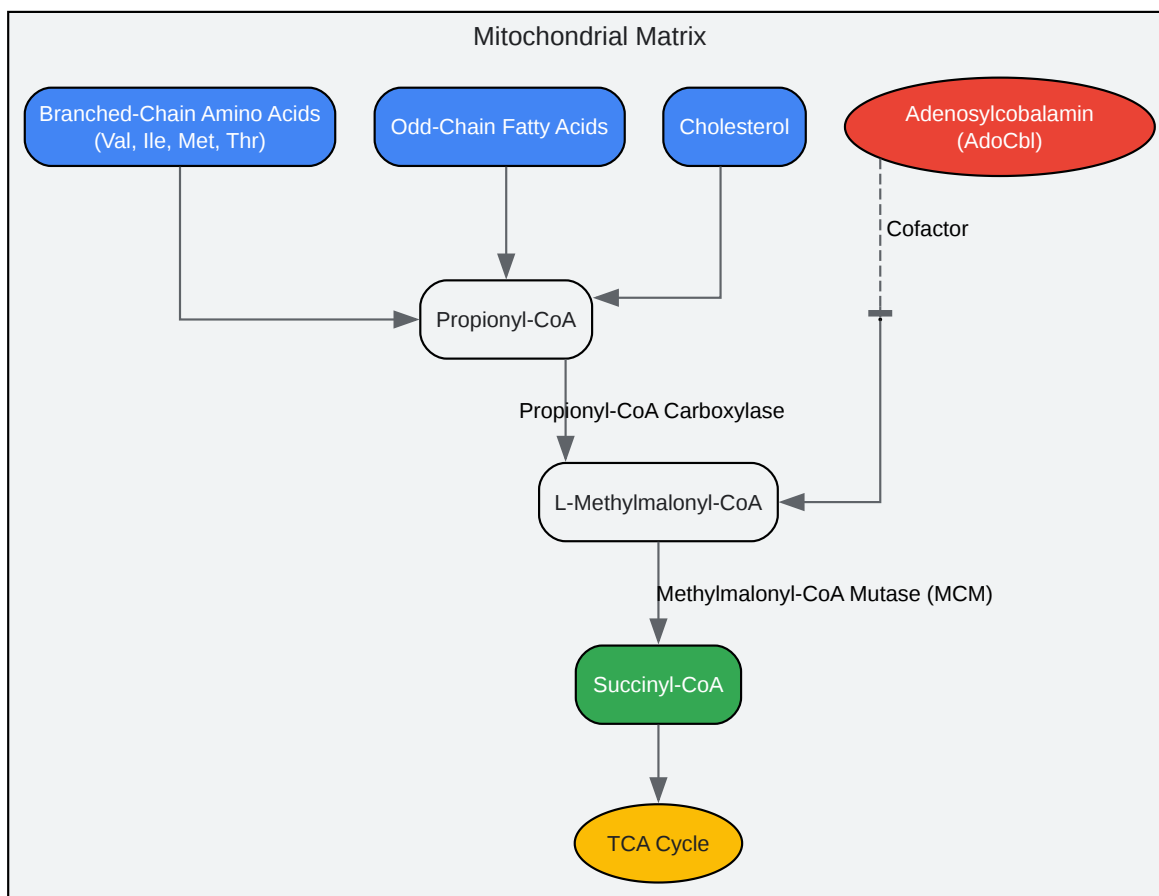 Mitochondrial Matrix
Branched-Chain Amino Acids
(Val, Ile, Met, Thr)
Odd-Chain Fatty Acids
Cholesterol
Adenosylcobalamin
(AdoCbl)
Cofactor
Propionyl-CoA
Propionyl-CoA Carboxylase
L-Methylmalonyl-CoA
Methylmalonyl-CoA Mutase (MCM)
Succinyl-CoA
TCA Cycle